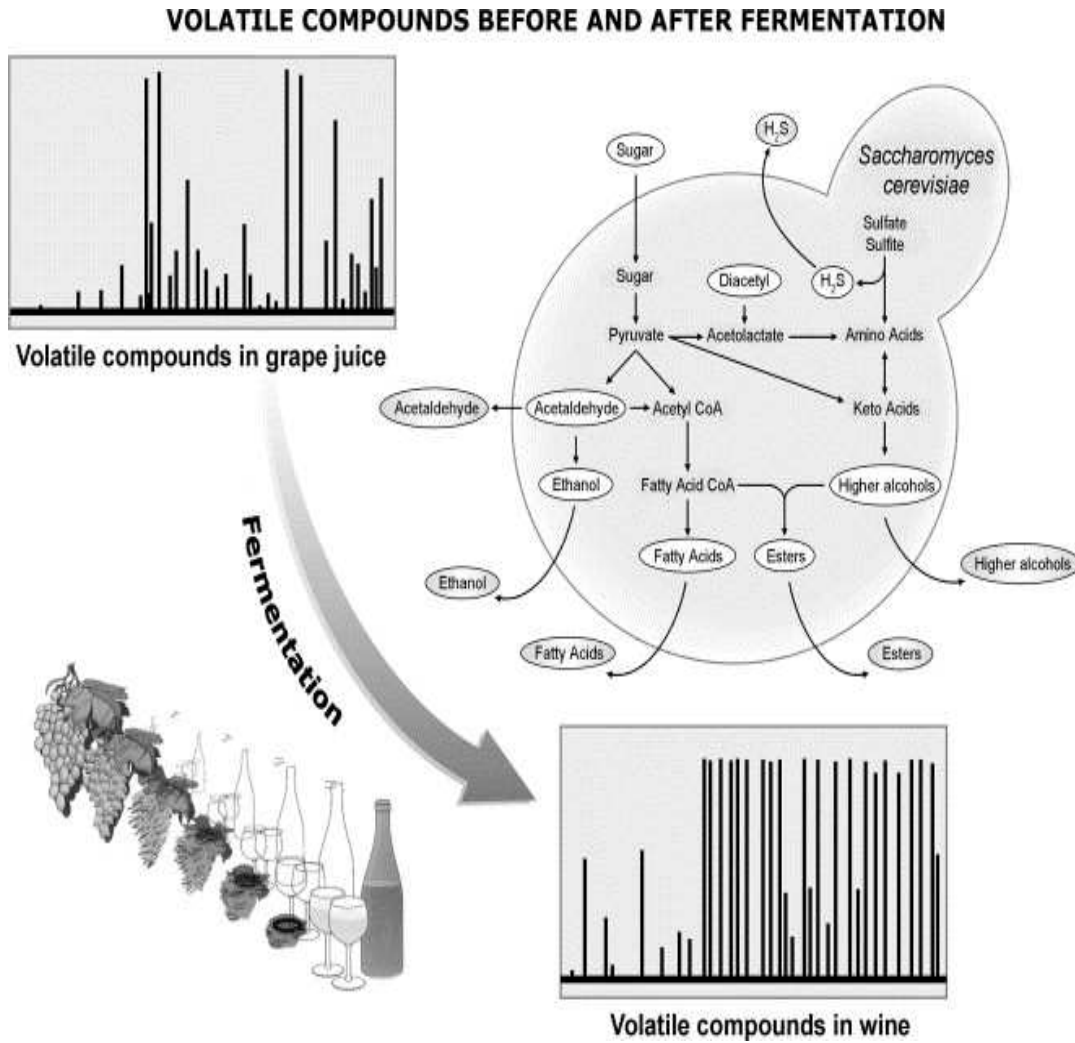 VOLATILE COMPOUNDS BEFORE AND AFTER FERMENTATION
Volatile compounds in grape juice
Sugar
H2S
Saccharomyces
cerevisiae
Sulfate
Sulfite
Sugar
Diacetyl
H2S
Pyruvate
Acetolactate
Amino Acids
Acetaldehyde
Acetaldehyde
Acetyl CoA
Keto Acids
Ethanol
Fatty Acid CoA
Higher alcohols
Fatty Acids
Esters
Higher alcohols
Ethanol
Fatty Acids
Esters
Fermentation
Volatile compounds in wine